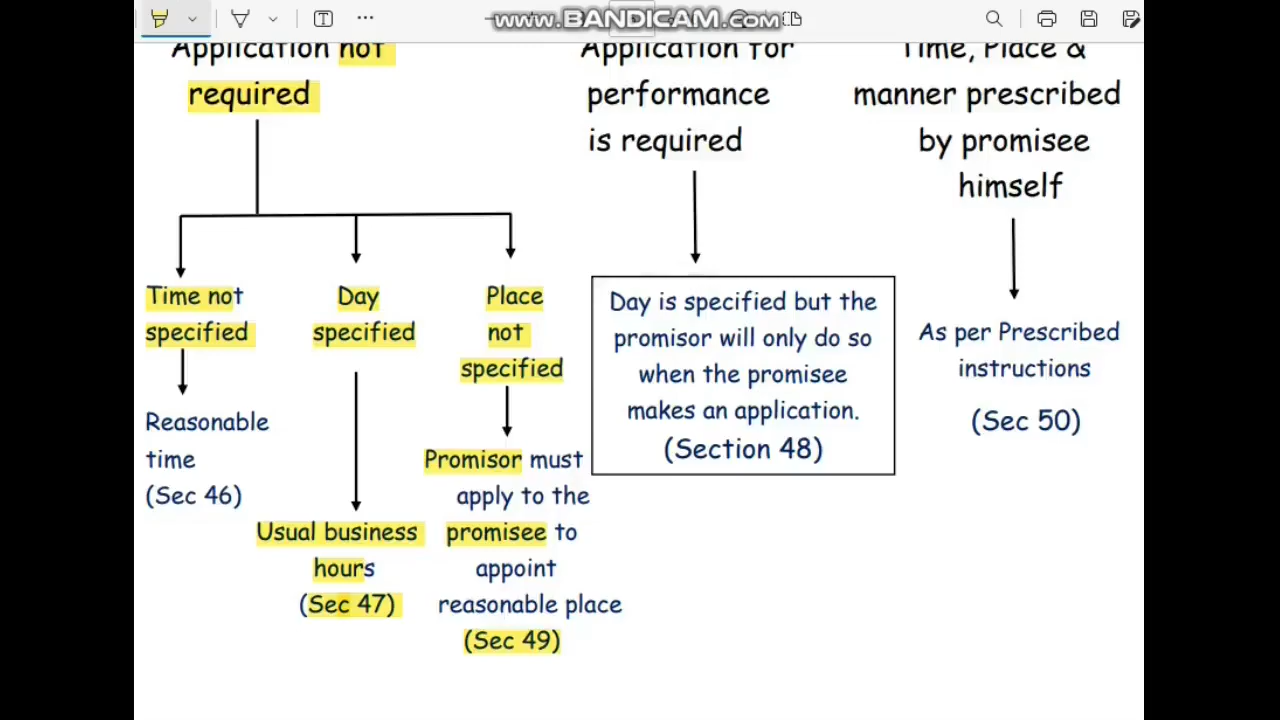 www.BANDICAM.com
Application not
required
Application for
performance
is required
Time, Place &
manner prescribed
by promisee
himself
Time not
specified
Reasonable
time
(Sec 46)
Day
specified
Usual business
hours
(Sec 47)
Place
not
specified
Promisor must
apply to the
promisee to
appoint
reasonable place
(Sec 49)
Day is specified but the
promisor will only do so
when the promisee
makes an application.
(Section 48)
As per Prescribed
instructions
(Sec 50)